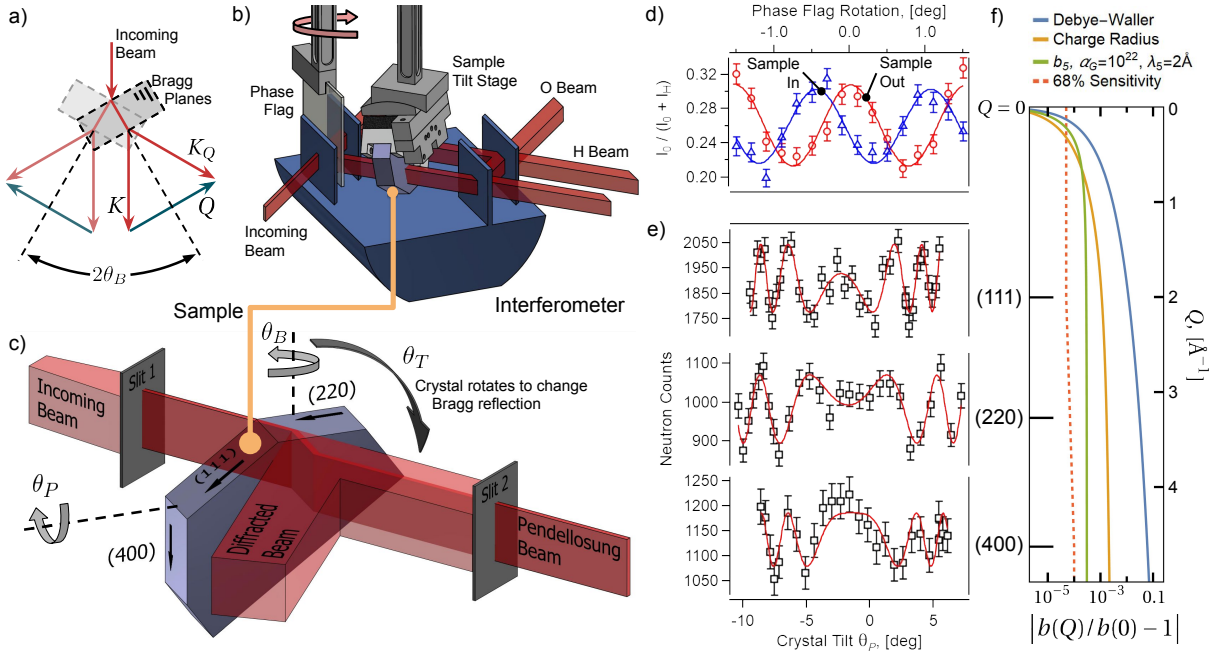 a)
Incoming
Beam
Bragg
Planes
K_Q
K
Q
2θ_B
b)
Sample
Tilt Stage
Phase
Flag
O Beam
H Beam
Incoming
Beam
Interferometer
Sample
c)
θ_B
θ_T
Crystal rotates to change
Bragg reflection
Incoming
Beam
Slit 1
(220)
(111)
(400)
θ_P
Diffracted
Beam
Slit 2
Pendellosung
Beam
d)
Phase Flag Rotation, [deg]
-1.0 0.0 1.0
I_0 / (I_0 + I_H)
0.32
0.28
0.24
0.20
Sample
In
Sample
Out
e)
Neutron Counts
2050
1950
1850
1750
1100
1000
900
1250
1200
1150
1100
1050
-10 -5 0 5
Crystal Tilt θ_P, [deg]
f)
Debye-Waller
Charge Radius
b_5, α_G=10^22, λ_5=2Å
68% Sensitivity
Q = 0
(111)
(220)
(400)
0
1
2
3
4
Q, [Å^-1]
10^-5 10^-3 0.1
|b(Q)/b(0) − 1|